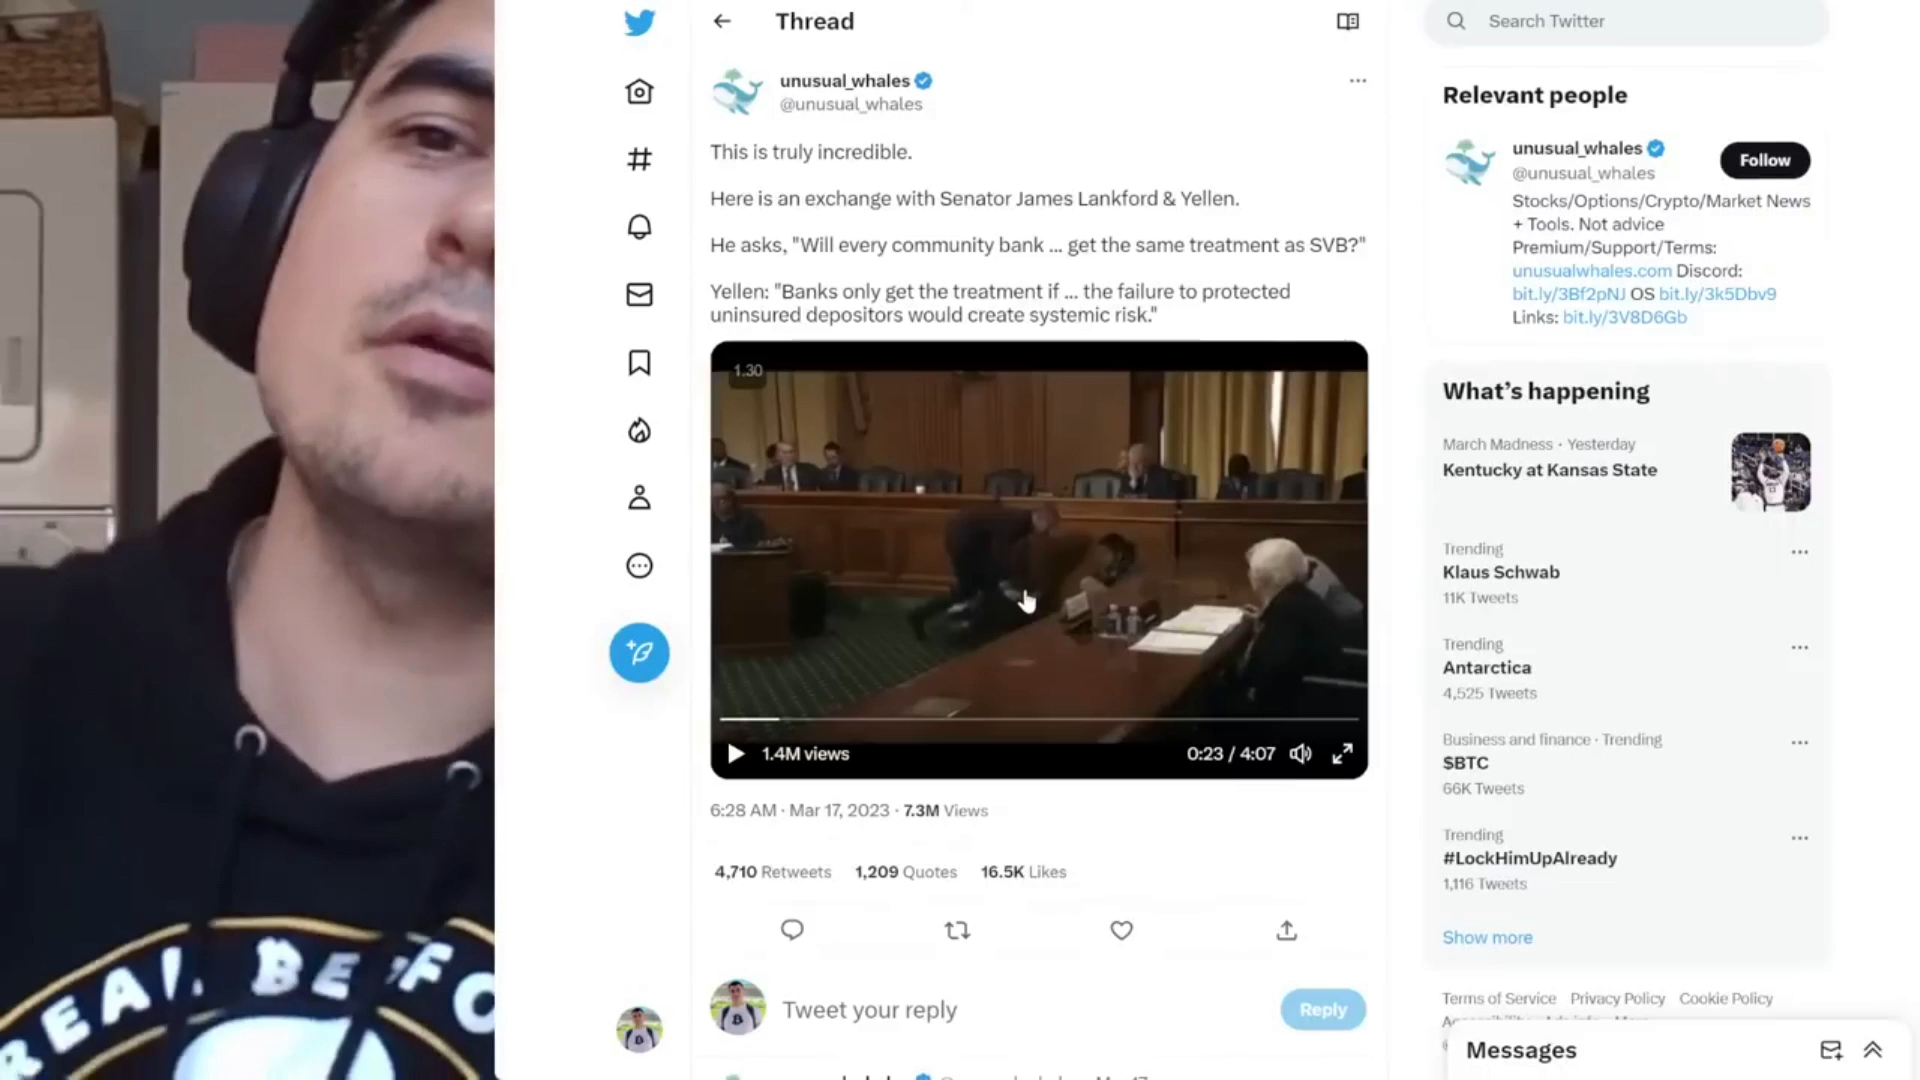 Thread
Search Twitter
unusual_whales
@unusual_whales
This is truly incredible.
Here is an exchange with Senator James Lankford & Yellen.
He asks, "Will every community bank ... get the same treatment as SVB?"
Yellen: "Banks only get the treatment if ... the failure to protected
uninsured depositors would create systemic risk."
1.30
1.4M views
0:23 / 4:07
6:28 AM · Mar 17, 2023 · 7.3M Views
4,710 Retweets 1,209 Quotes 16.5K Likes
Tweet your reply
Reply
Relevant people
unusual_whales
@unusual_whales
Follow
Stocks/Options/Crypto/Market News
+ Tools. Not advice
Premium/Support/Terms:
unusualwhales.com Discord:
bit.ly/3Bf2pNJ OS bit.ly/3k5Dbv9
Links: bit.ly/3V8D6Gb
What's happening
March Madness · Yesterday
Kentucky at Kansas State
Trending
Klaus Schwab
11K Tweets
Trending
Antarctica
4,525 Tweets
Business and finance · Trending
$BTC
66K Tweets
Trending
#LockHimUpAlready
1,116 Tweets
Show more
Terms of Service Privacy Policy Cookie Policy
Messages
REAL BEFO